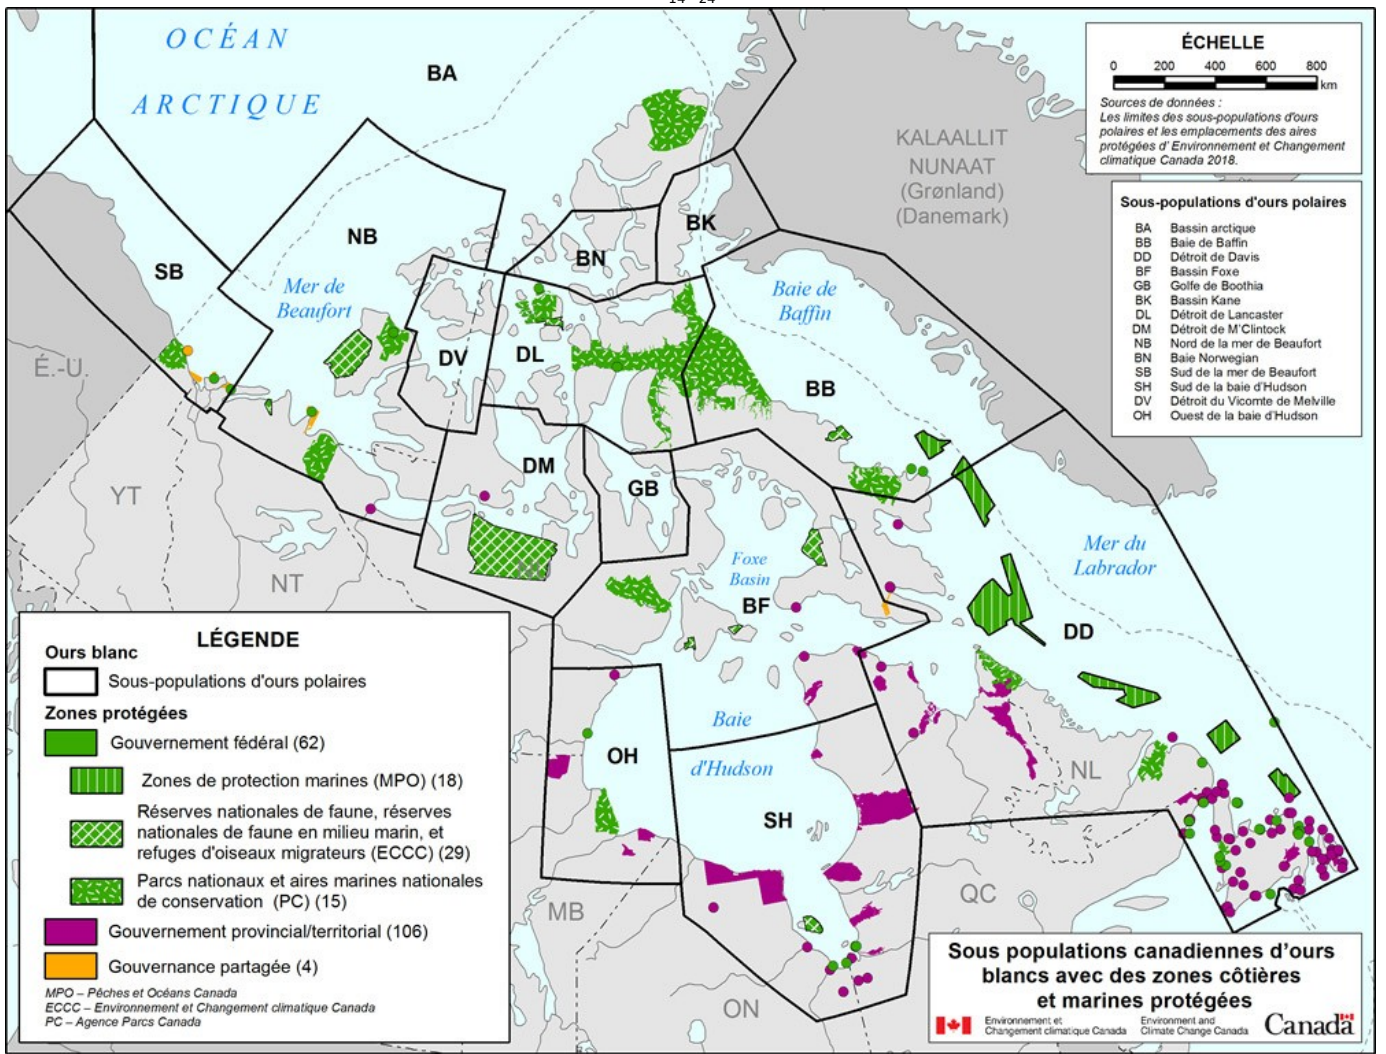 14 24
OCÉAN
ARCTIQUE
BA
ÉCHELLE
0 200 400 600 800
km
Sources de données :
Les limites des sous-populations d'ours
polaires et les emplacements des aires
protégées d' Environnement et Changement
climatique Canada 2018.
KALAALLIT
NUNAAT
(Grønland)
(Danemark)
Sous-populations d'ours polaires
BA Bassin arctique
BB Baie de Baffin
DD Détroit de Davis
BF Bassin Foxe
GB Golfe de Boothia
BK Bassin Kane
DL Détroit de Lancaster
DM Détroit de M'Clintock
NB Nord de la mer de Beaufort
BN Baie Norwegian
SB Sud de la mer de Beaufort
SH Sud de la baie d'Hudson
DV Détroit du Vicomte de Melville
OH Ouest de la baie d'Hudson
NB
BK
BN
SB
Mer de
Beaufort
Baie de
Baffin
É.-U.
DV
DL
BB
DM
GB
YT
NT
NU
Foxe
Basin
BF
Mer du
Labrador
DD
Baie
d'Hudson
OH
SH
NL
MB
QC
ON
LÉGENDE
Ours blanc
Sous-populations d'ours polaires
Zones protégées
Gouvernement fédéral (62)
Zones de protection marines (MPO) (18)
Réserves nationales de faune, réserves
nationales de faune en milieu marin, et
refuges d'oiseaux migrateurs (ECCC) (29)
Parcs nationaux et aires marines nationales
de conservation (PC) (15)
Gouvernement provincial/territorial (106)
Gouvernance partagée (4)
MPO – Pêches et Océans Canada
ECCC – Environnement et Changement climatique Canada
PC – Agence Parcs Canada
Sous populations canadiennes d'ours
blancs avec des zones côtières
et marines protégées
Environnement et
Changement climatique Canada
Environment and
Climate Change Canada
Canada